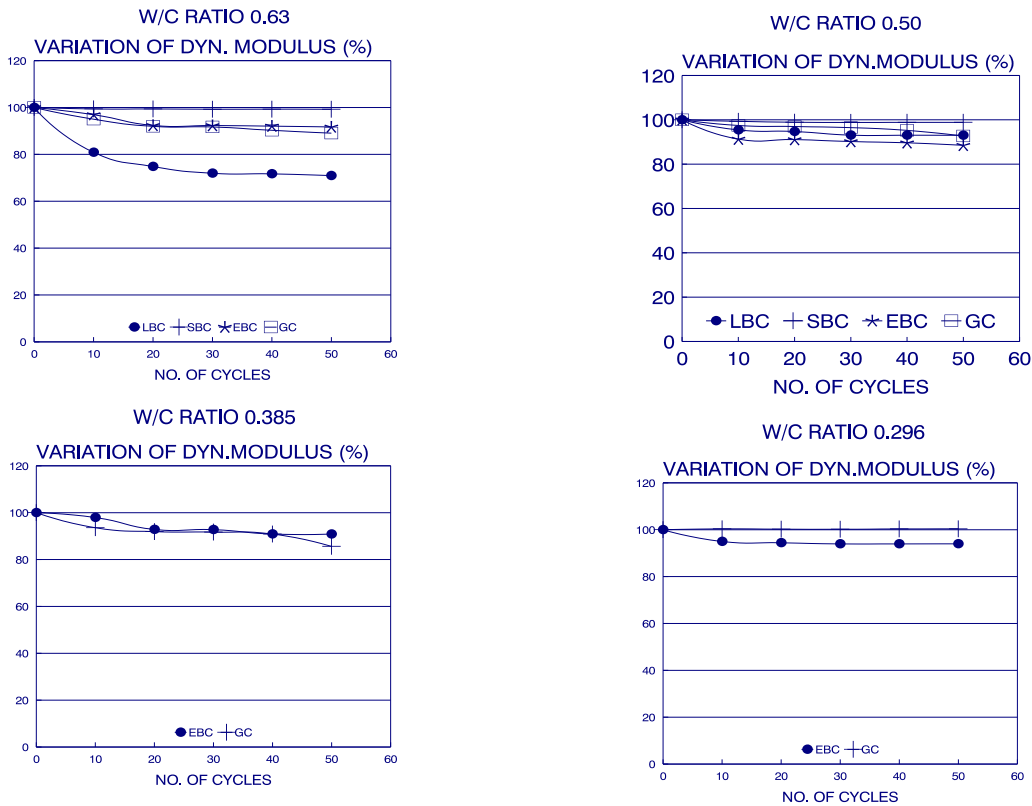 W/C RATIO 0.63
VARIATION OF DYN. MODULUS (%)
120
100
80
60
40
20
0
LBC SBC EBC GC
0 10 20 30 40 50 60
NO. OF CYCLES
W/C RATIO 0.50
VARIATION OF DYN.MODULUS (%)
120
100
80
60
40
20
0
LBC SBC EBC GC
0 10 20 30 40 50 60
NO. OF CYCLES
W/C RATIO 0.385
VARIATION OF DYN.MODULUS (%)
120
100
80
60
40
20
0
EBC GC
0 10 20 30 40 50 60
NO. OF CYCLES
W/C RATIO 0.296
VARIATION OF DYN.MODULUS (%)
120
100
80
60
40
20
0
EBC GC
0 10 20 30 40 50 60
NO. OF CYCLES